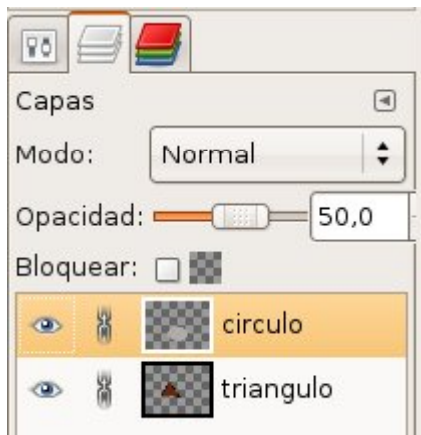 Capas
Modo: Normal
Opacidad: 50,0
Bloquear:
circulo
triangulo